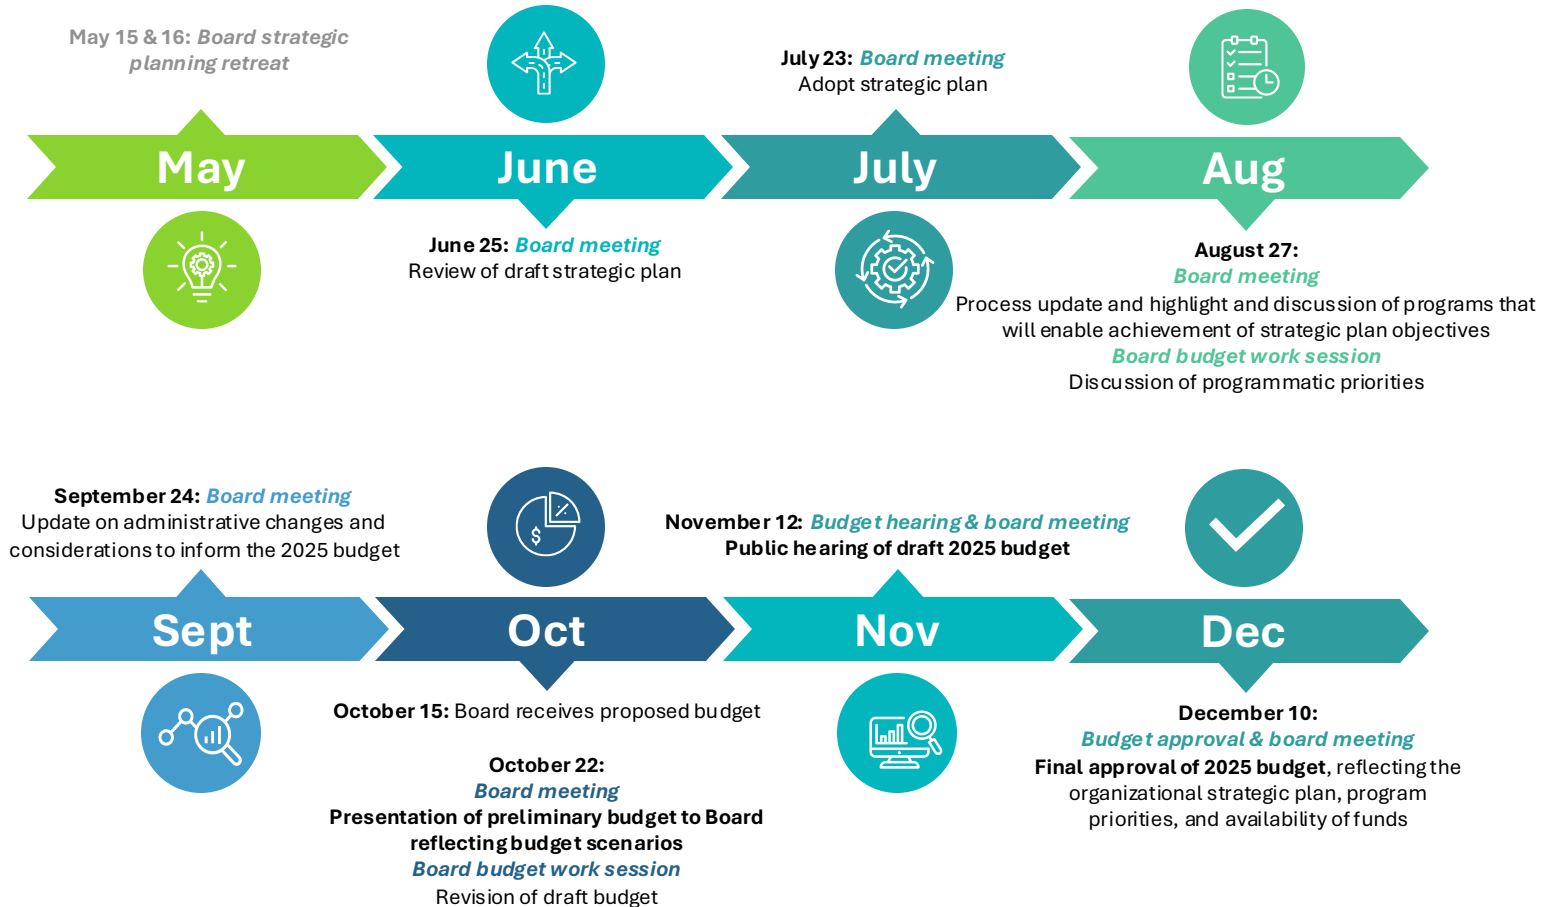 May 15 & 16: Board strategic
planning retreat
July 23: Board meeting
Adopt strategic plan
May
June
July
Aug
June 25: Board meeting
Review of draft strategic plan
August 27:
Board meeting
Process update and highlight and discussion of programs that
will enable achievement of strategic plan objectives
Board budget work session
Discussion of programmatic priorities
September 24: Board meeting
Update on administrative changes and
considerations to inform the 2025 budget
$
%
November 12: Budget hearing & board meeting
Public hearing of draft 2025 budget
Sept
Oct
Nov
Dec
October 15: Board receives proposed budget
October 22:
Board meeting
Presentation of preliminary budget to Board
reflecting budget scenarios
Board budget work session
Revision of draft budget
December 10:
Budget approval & board meeting
Final approval of 2025 budget, reflecting the
organizational strategic plan, program
priorities, and availability of funds